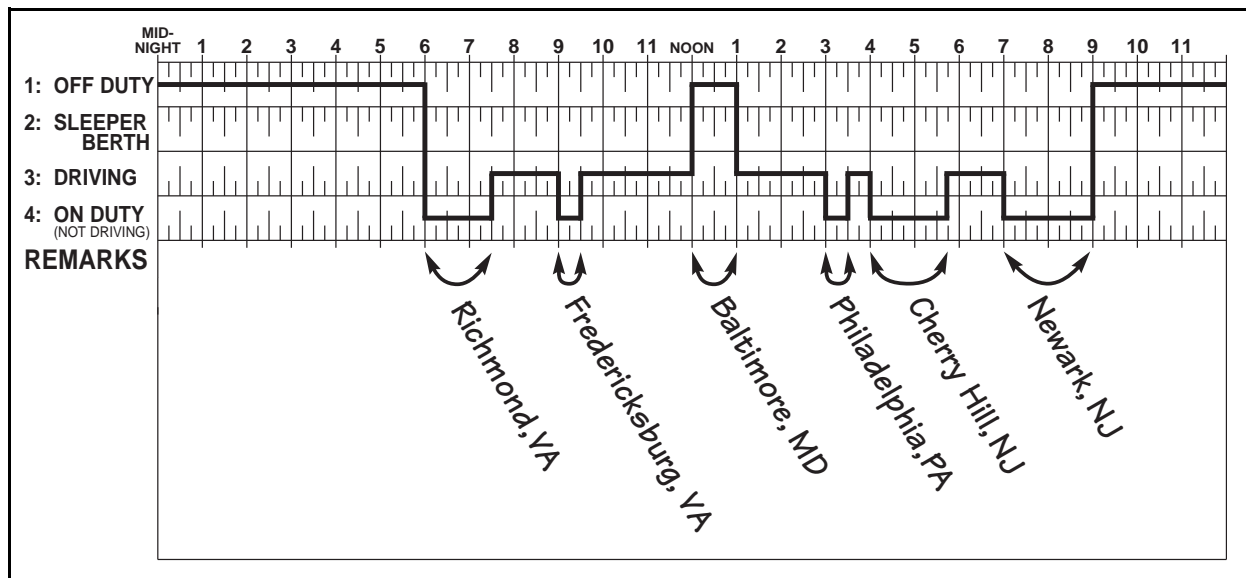 MID-
NIGHT 1 2 3 4 5 6 7 8 9 10 11 NOON 1 2 3 4 5 6 7 8 9 10 11
1: OFF DUTY
2: SLEEPER
BERTH
3: DRIVING
4: ON DUTY
(NOT DRIVING)
REMARKS
Richmond, VA
Fredericksburg, VA
Baltimore, MD
Philadelphia, PA
Cherry Hill, NJ
Newark, NJ